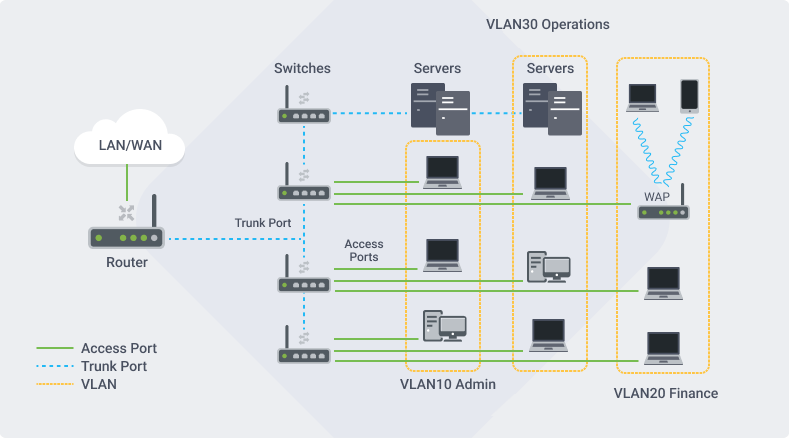 VLAN30 Operations
Switches
Servers
Servers
LAN/WAN
WAP
Trunk Port
Access
Ports
Router
Access Port
Trunk Port
VLAN
VLAN10 Admin
VLAN20 Finance